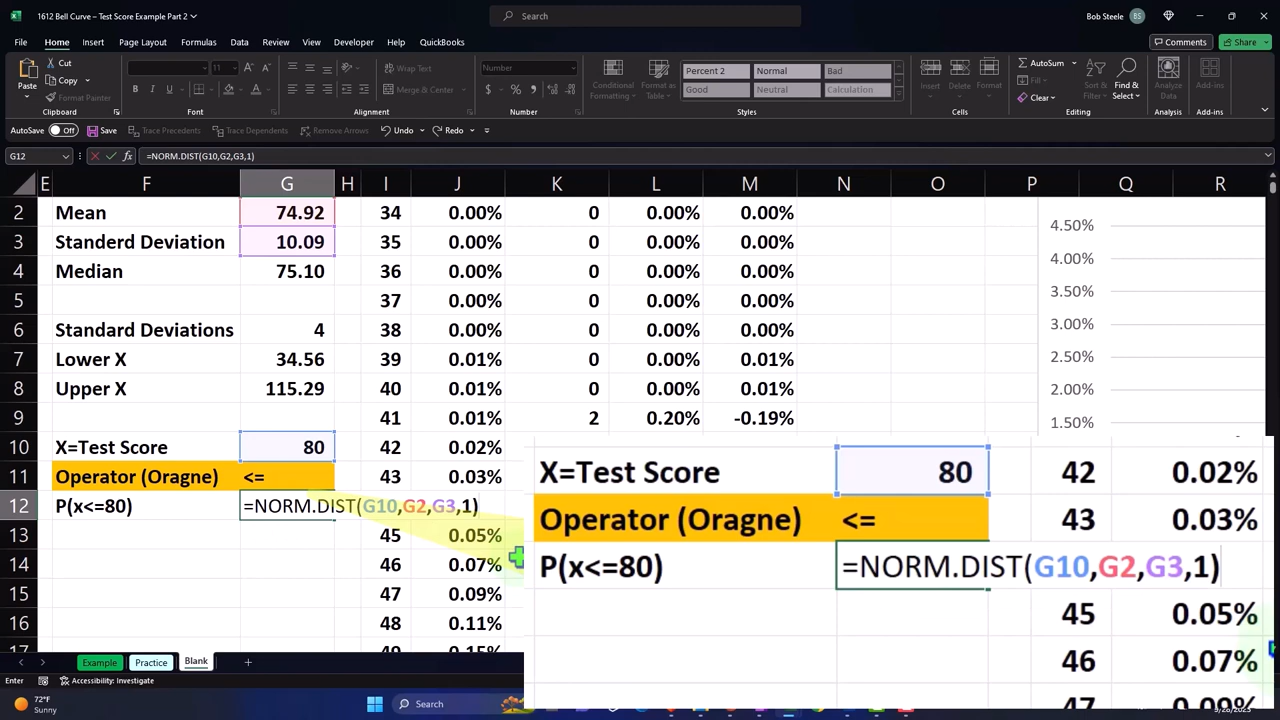 1612 Bell Curve – Test Score Example Part 2
Search
Bob Steele BS
File Home Insert Page Layout Formulas Data Review View Developer Automate Help QuickBooks
Comments Share
Paste Cut Copy Format Painter
11 A A
B I U
Wrap Text
Merge & Center
Number
$ %
Conditional Formatting Format as Table
Percent 2 Normal Bad
Good Neutral Calculation
Insert Delete Format
AutoSum Fill Clear
Sort & Filter Find & Select
Analyze Data
Add-ins
Clipboard Font Alignment Number Styles Cells Editing Analysis Add-ins
AutoSave Off Save Trace Precedents Trace Dependents Remove Arrows Undo Redo
G12 fx =NORM.DIST(G10,G2,G3,1)
E F G H I J K L M N O P Q R
2 Mean 74.92 34 0.00% 0 0.00% 0.00%
3 Standerd Deviation 10.09 35 0.00% 0 0.00% 0.00%
4 Median 75.10 36 0.00% 0 0.00% 0.00%
5 37 0.00% 0 0.00% 0.00%
6 Standard Deviations 4 38 0.00% 0 0.00% 0.00%
7 Lower X 34.56 39 0.01% 0 0.00% 0.01%
8 Upper X 115.29 40 0.01% 0 0.00% 0.01%
9 41 0.01% 2 0.20% -0.19%
10 X=Test Score 80 42 0.02%
11 Operator (Oragne) <= 43 0.03%
12 P(x<=80) =NORM.DIST(G10,G2,G3,1)
13 45 0.05%
14 46 0.07%
15 47 0.09%
16 48 0.11%
17 49 0.15%
4.50%
4.00%
3.50%
3.00%
2.50%
2.00%
1.50%
X=Test Score 80 42 0.02%
Operator (Oragne) <= 43 0.03%
P(x<=80) =NORM.DIST(G10,G2,G3,1)
45 0.05%
46 0.07%
47 0.09%
Example Practice Blank
Enter Accessibility: Investigate
72°F
Sunny
Search